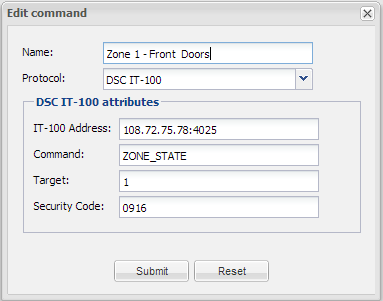 Edit command
Name: Zone 1 - Front Doors
Protocol: DSC IT-100
DSC IT-100 attributes
IT-100 Address: 108.72.75.78:4025
Command: ZONE_STATE
Target: 1
Security Code: 0916
Submit Reset